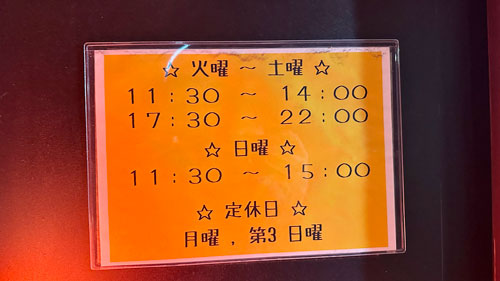 ☆ 火曜 ～ 土曜 ☆
11：30 ～ 14：00
17：30 ～ 22：00
☆ 日曜 ☆
11：30 ～ 15：00
☆ 定休日 ☆
月曜 , 第3 日曜